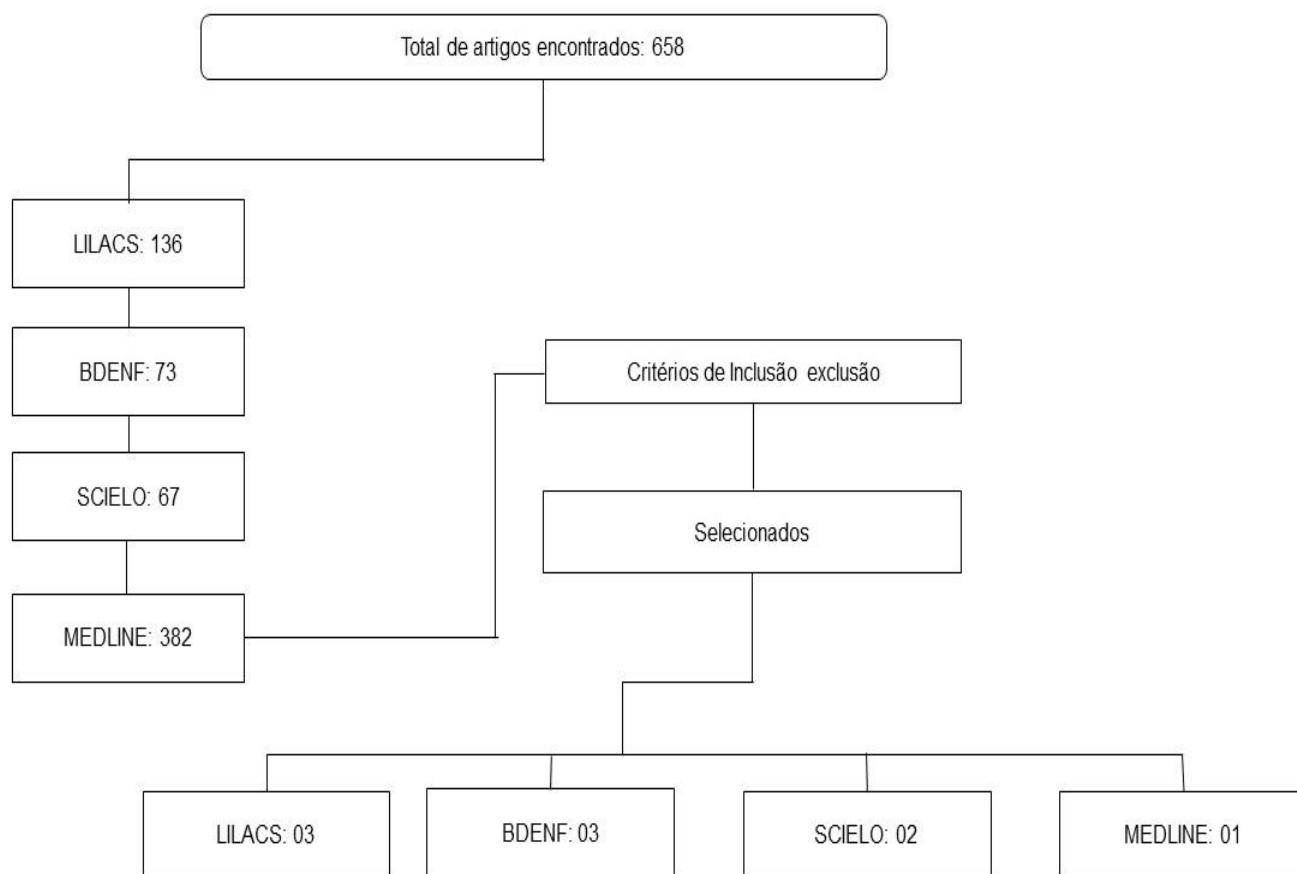 Total de artigos encontrados: 658
LILACS: 136
BDENF: 73
SCIELO: 67
MEDLINE: 382
Critérios de Inclusão exclusão
Selecionados
LILACS: 03
BDENF: 03
SCIELO: 02
MEDLINE: 01